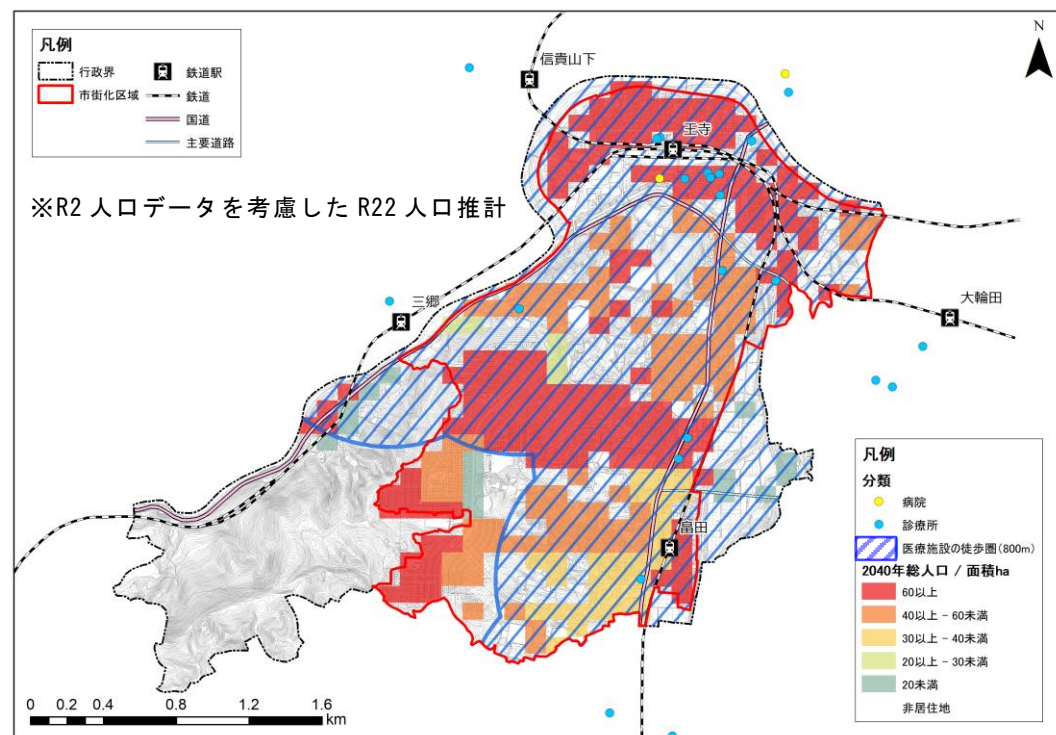 凡例
行政界
鉄道駅
市街化区域
鉄道
国道
主要道路
N
信貴山下
王寺
※R2 人口データを考慮した R22 人口推計
三郷
大輪田
畠田
凡例
分類
病院
診療所
医療施設の徒歩圏(800m)
2040年総人口 / 面積ha
60以上
40以上 - 60未満
30以上 - 40未満
20以上 - 30未満
20未満
非居住地
0 0.2 0.4 0.8 1.2 1.6
km